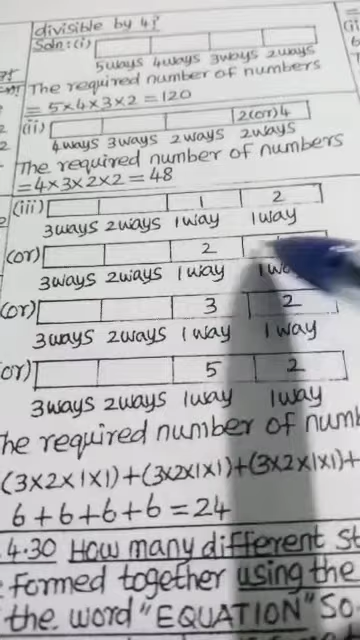 divisible by 4?
Soln: (i)
5ways 4ways 3ways 2ways
The required number of numbers
= 5×4×3×2 = 120
(ii) 2(or)4
4ways 3ways 2ways 2ways
The required number of numbers
= 4×3×2×2 = 48
(iii) 1 2
3ways 2ways 1way 1way
(or) 2
3ways 2ways 1way
(or) 3 2
3ways 2ways 1way 1way
or) 5 2
3ways 2ways 1way 1way
he required number of num
(3×2×1×1)+(3×2×1×1)+(3×2×1×1)+
6+6+6+6 = 24
4.30 How many different st
formed together using the
the word "EQUATION" So